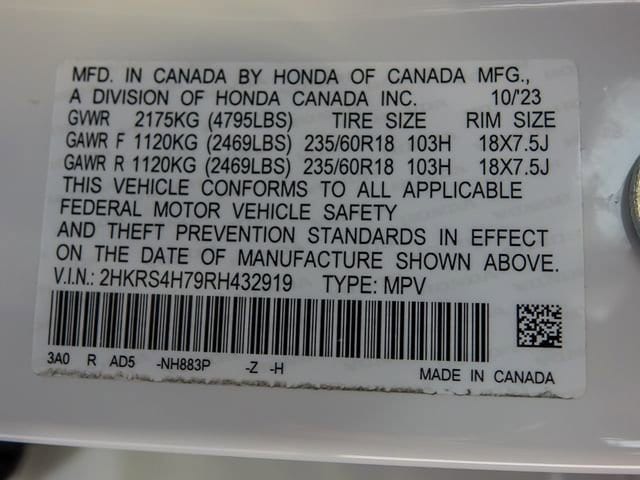 MFD. IN CANADA BY HONDA OF CANADA MFG.,
A DIVISION OF HONDA CANADA INC. 10/'23
GVWR 2175KG (4795LBS) TIRE SIZE RIM SIZE
GAWR F 1120KG (2469LBS) 235/60R18 103H 18X7.5J
GAWR R 1120KG (2469LBS) 235/60R18 103H 18X7.5J
THIS VEHICLE CONFORMS TO ALL APPLICABLE
FEDERAL MOTOR VEHICLE SAFETY
AND THEFT PREVENTION STANDARDS IN EFFECT
ON THE DATE OF MANUFACTURE SHOWN ABOVE.
V.I.N.: 2HKRS4H79RH432919 TYPE: MPV
3A0 R AD5 -NH883P -Z -H
MADE IN CANADA